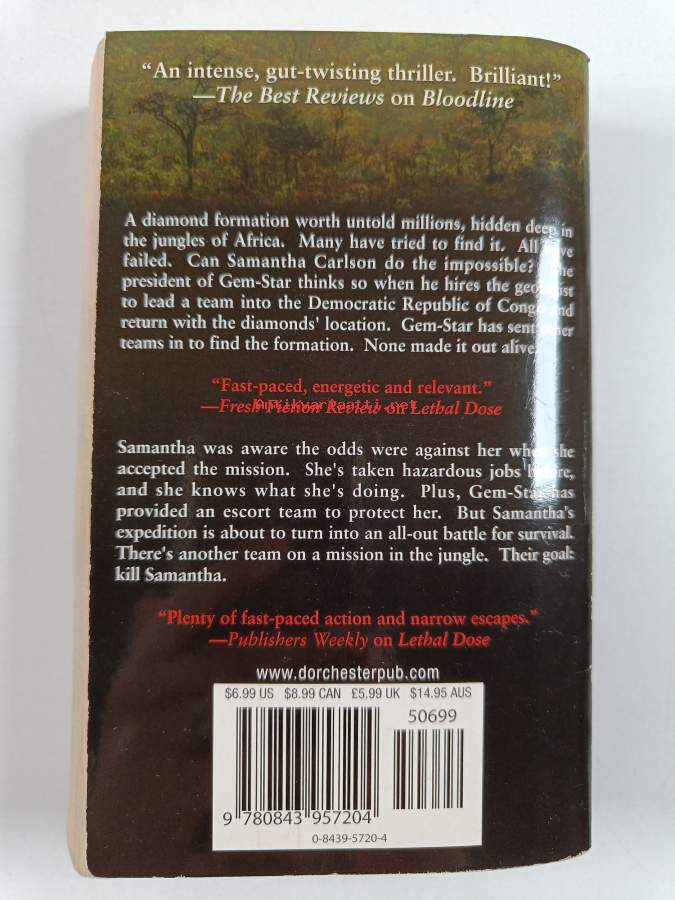 “An intense, gut-twisting thriller. Brilliant!”
—The Best Reviews on Bloodline
A diamond formation worth untold millions, hidden deep in
the jungles of Africa. Many have tried to find it. All
failed. Can Samantha Carlson do the impossible?
president of Gem-Star thinks so when he hires the
to lead a team into the Democratic Republic of
return with the diamonds' location. Gem-Star has sent
teams in to find the formation. None made it out alive.
“Fast-paced, energetic and relevant.”
—Fresh Fiction Review on Lethal Dose
antikvariaatti.net
Samantha was aware the odds were against her when she
accepted the mission. She's taken hazardous jobs
and she knows what she's doing. Plus, Gem-Star has
provided an escort team to protect her. But Samantha's
expedition is about to turn into an all-out battle for survival.
There's another team on a mission in the jungle. Their goal:
kill Samantha.
“Plenty of fast-paced action and narrow escapes.”
—Publishers Weekly on Lethal Dose
www.dorchesterpub.com
$6.99 US $8.99 CAN £5.99 UK $14.95 AUS
50699
9 780843 957204
0-8439-5720-4